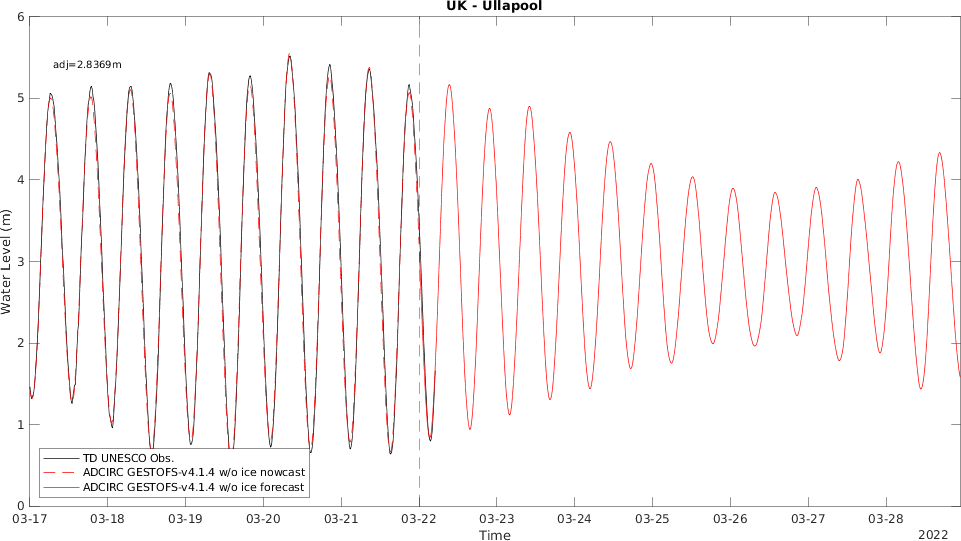 UK - Ullapool
6
adj=2.8369m
5
4
3
2
1
0
Water Level (m)
TD UNESCO Obs.
ADCIRC GESTOFS-v4.1.4 w/o ice nowcast
ADCIRC GESTOFS-v4.1.4 w/o ice forecast
03-17 03-18 03-19 03-20 03-21 03-22 03-23 03-24 03-25 03-26 03-27 03-28
Time
2022